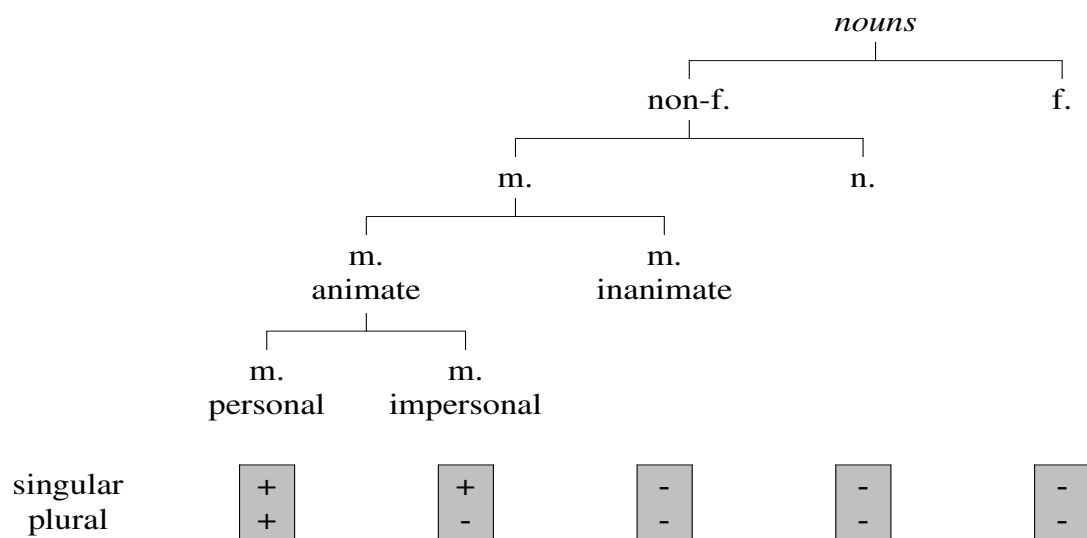 nouns
non-f. f.
m. n.
m. m.
animate inanimate
m. m.
personal impersonal
singular + + - - -
plural + - - - -